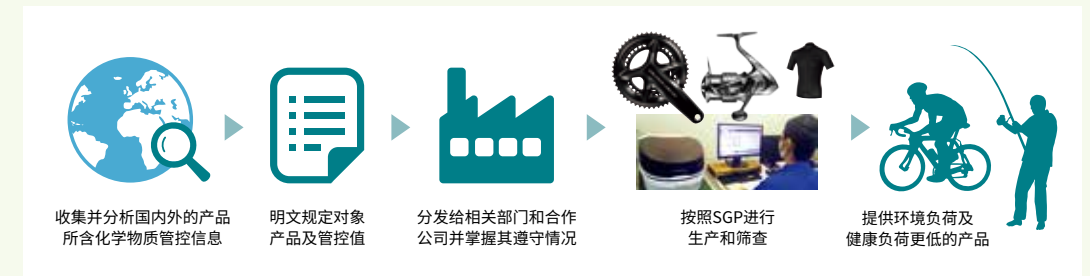 收集并分析国内外的产品
所含化学物质管控信息
明文规定对象
产品及管控值
分发给相关部门和合作
公司并掌握其遵守情况
按照SGP进行
生产和筛查
提供环境负荷及
健康负荷更低的产品